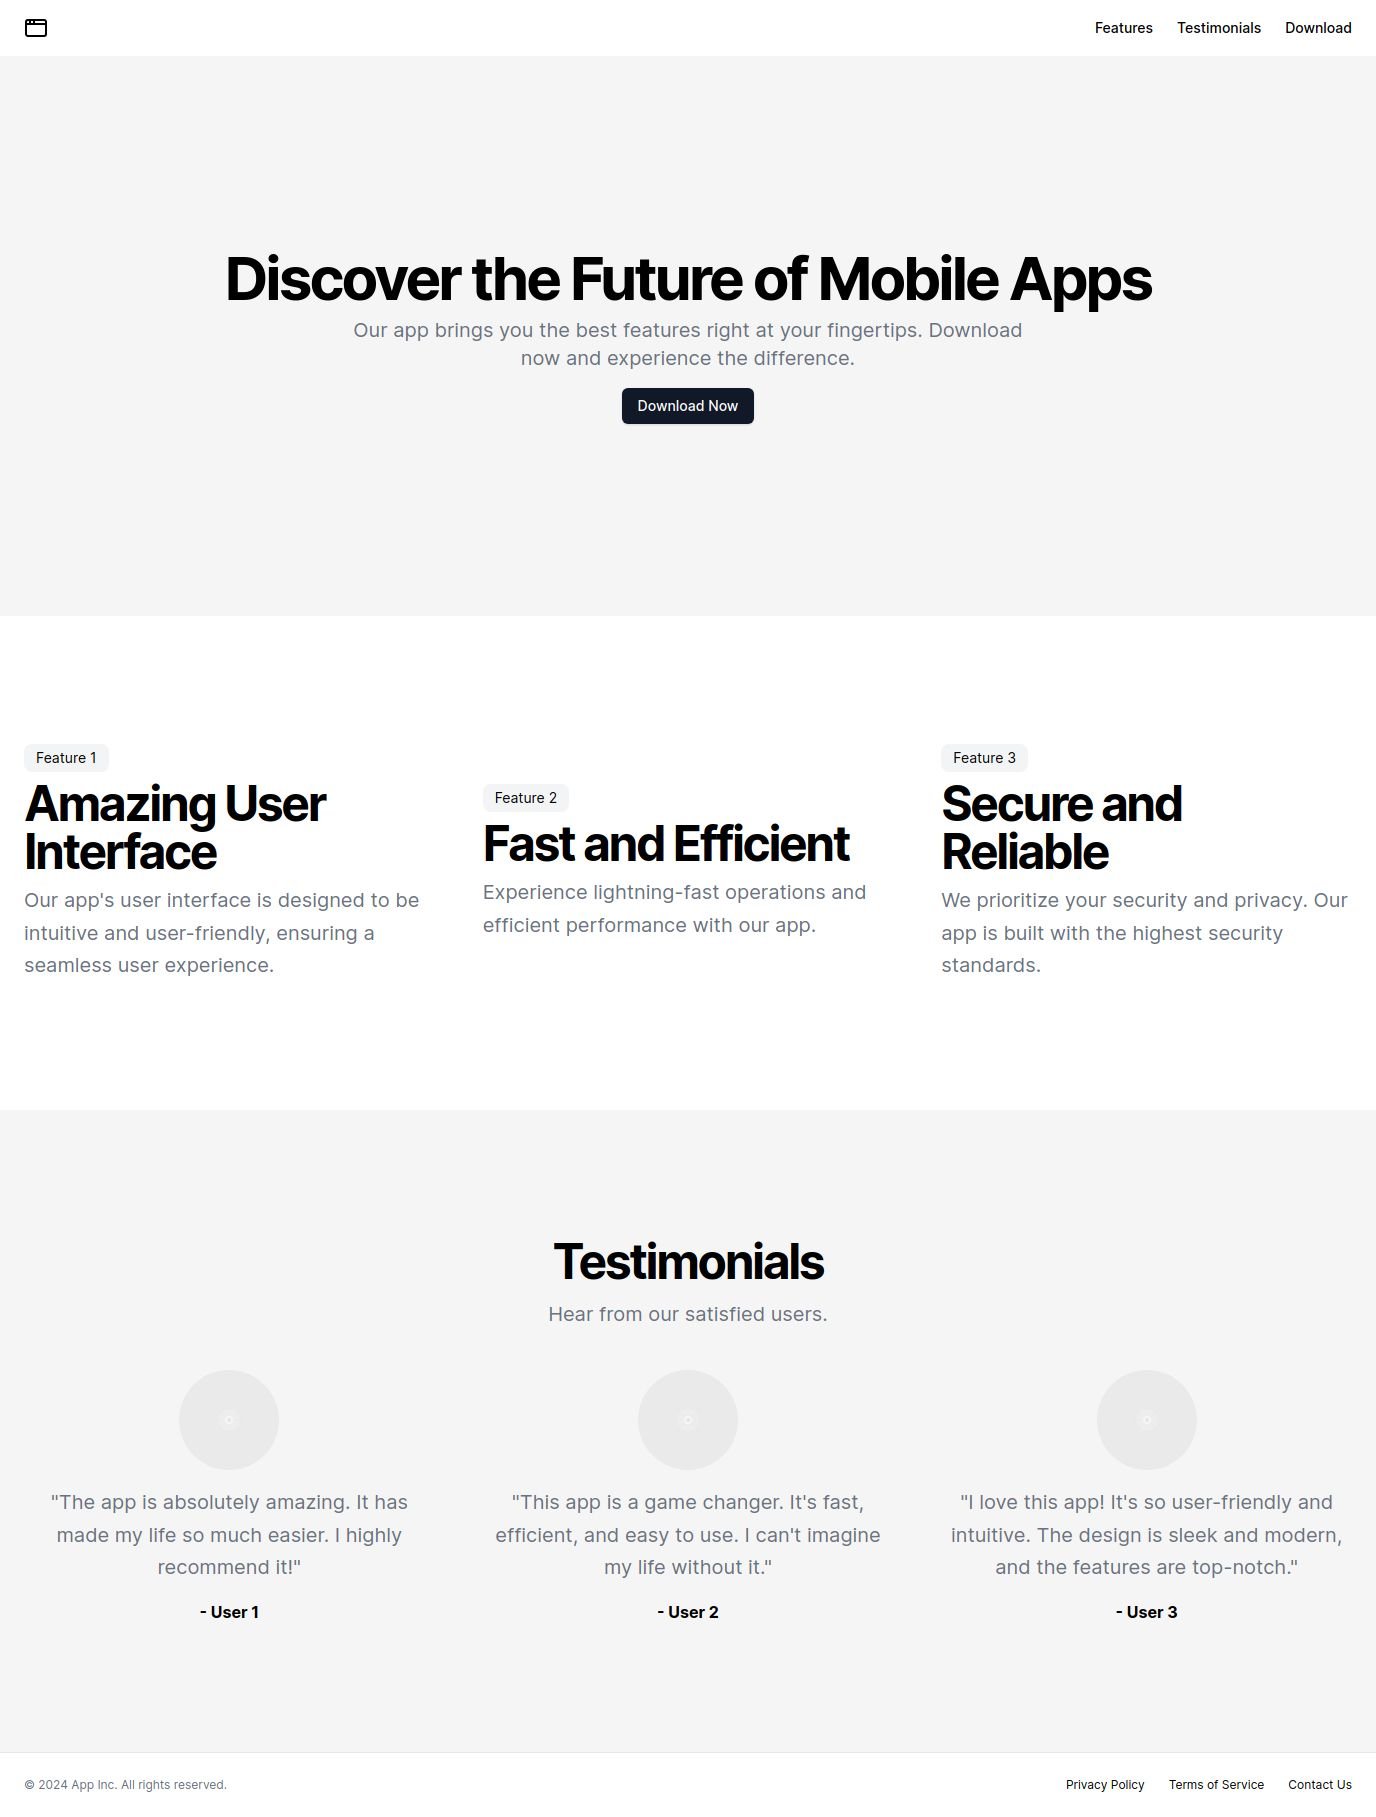 Features
Testimonials
Download
Discover the Future of Mobile Apps
Our app brings you the best features right at your fingertips. Download
now and experience the difference.
Download Now
Feature 1
Amazing User
Interface
Our app's user interface is designed to be
intuitive and user-friendly, ensuring a
seamless user experience.
Feature 2
Fast and Efficient
Experience lightning-fast operations and
efficient performance with our app.
Feature 3
Secure and
Reliable
We prioritize your security and privacy. Our
app is built with the highest security
standards.
Testimonials
Hear from our satisfied users.
"The app is absolutely amazing. It has
made my life so much easier. I highly
recommend it!"
- User 1
"This app is a game changer. It's fast,
efficient, and easy to use. I can't imagine
my life without it."
- User 2
"I love this app! It's so user-friendly and
intuitive. The design is sleek and modern,
and the features are top-notch."
- User 3
© 2024 App Inc. All rights reserved.
Privacy Policy
Terms of Service
Contact Us